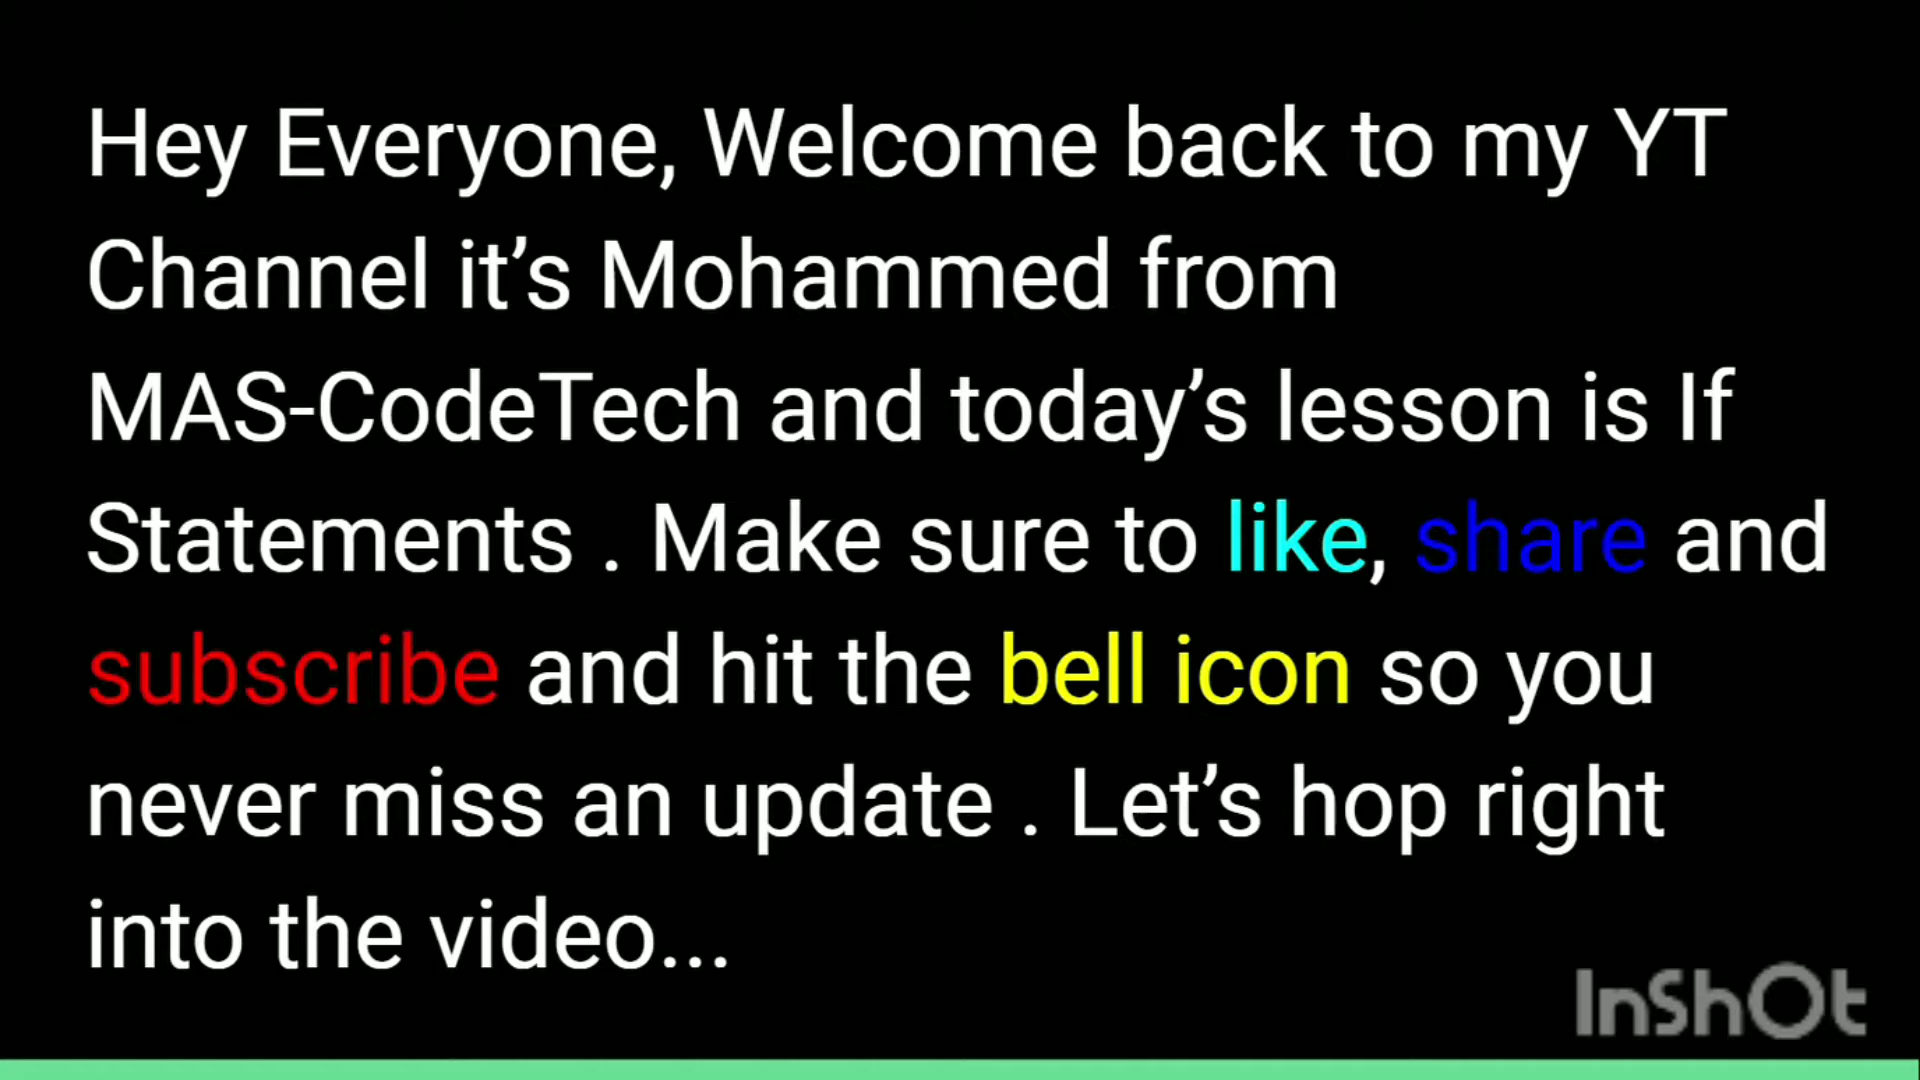 Hey Everyone, Welcome back to my YT
Channel it’s Mohammed from
MAS-CodeTech and today’s lesson is If
Statements . Make sure to like, share and
subscribe and hit the bell icon so you
never miss an update . Let’s hop right
into the video...
InShOt